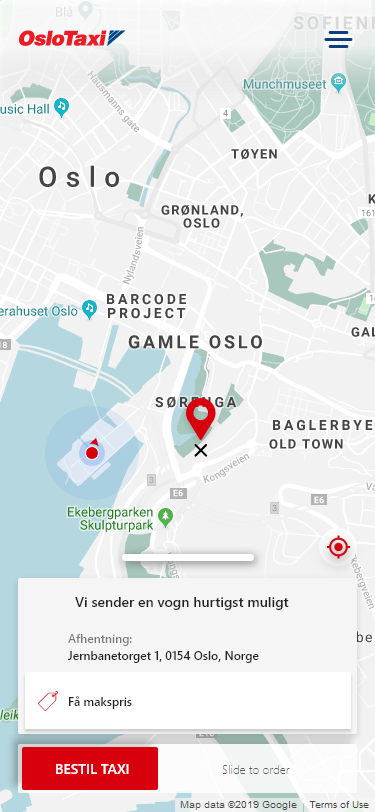 Blå
SOFIENB
OsloTaxi
Munchmuseet
usic Hall
Hausmanns gate
4
TØYEN
Oslo
K
GRØNLAND,
OSLO
161
Nylandsveien
BARCODE
PROJECT
erahuset Oslo
GAL
18
GAMLE OSLO
SØRENGA
BAGLERBYE
OLD TOWN
Kongsveien
3
E6
E6
3
Ekebergparken
Skulpturpark
Vi sender en vogn hurtigst muligt
Afhentning:
Jernbanetorget 1, 0154 Oslo, Norge
Få makspris
BESTIL TAXI
Slide to order
Map data ©2019 Google
Terms of Use